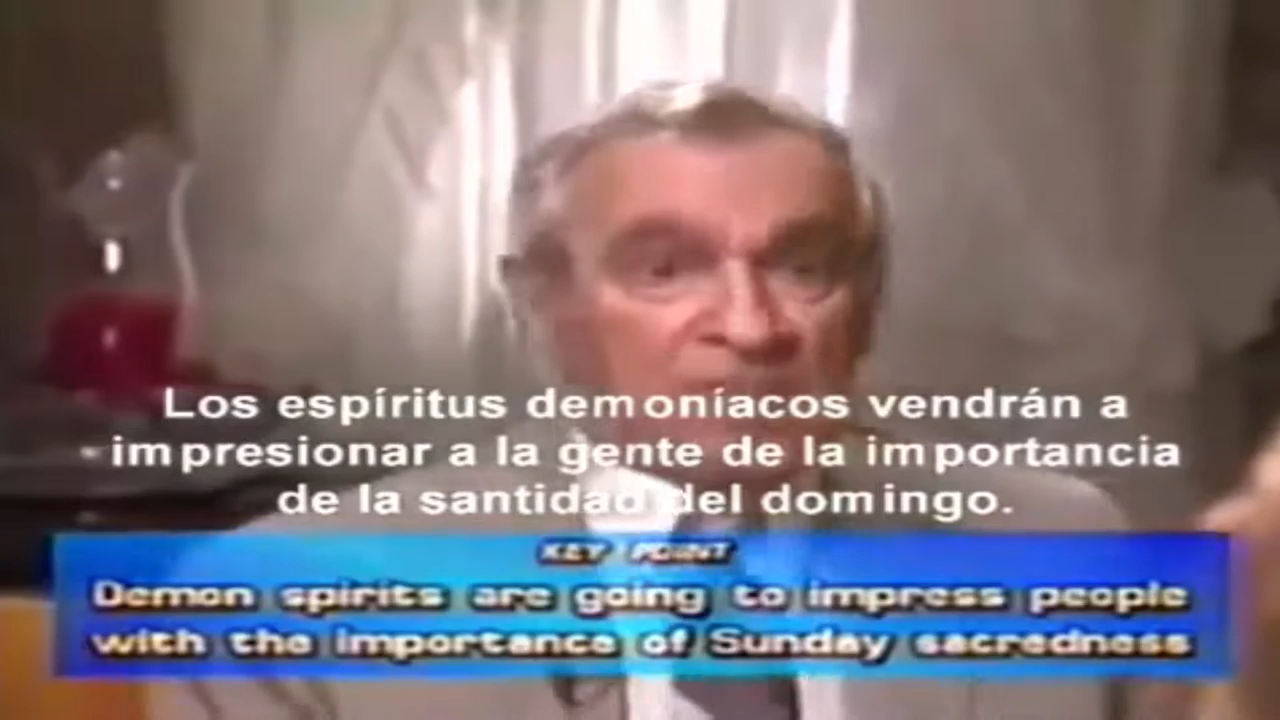 Los espíritus demoníacos vendrán a
impresionar a la gente de la importancia
de la santidad del domingo.
KEY POINT
Demon spirits are going to impress people
with the importance of Sunday sacredness